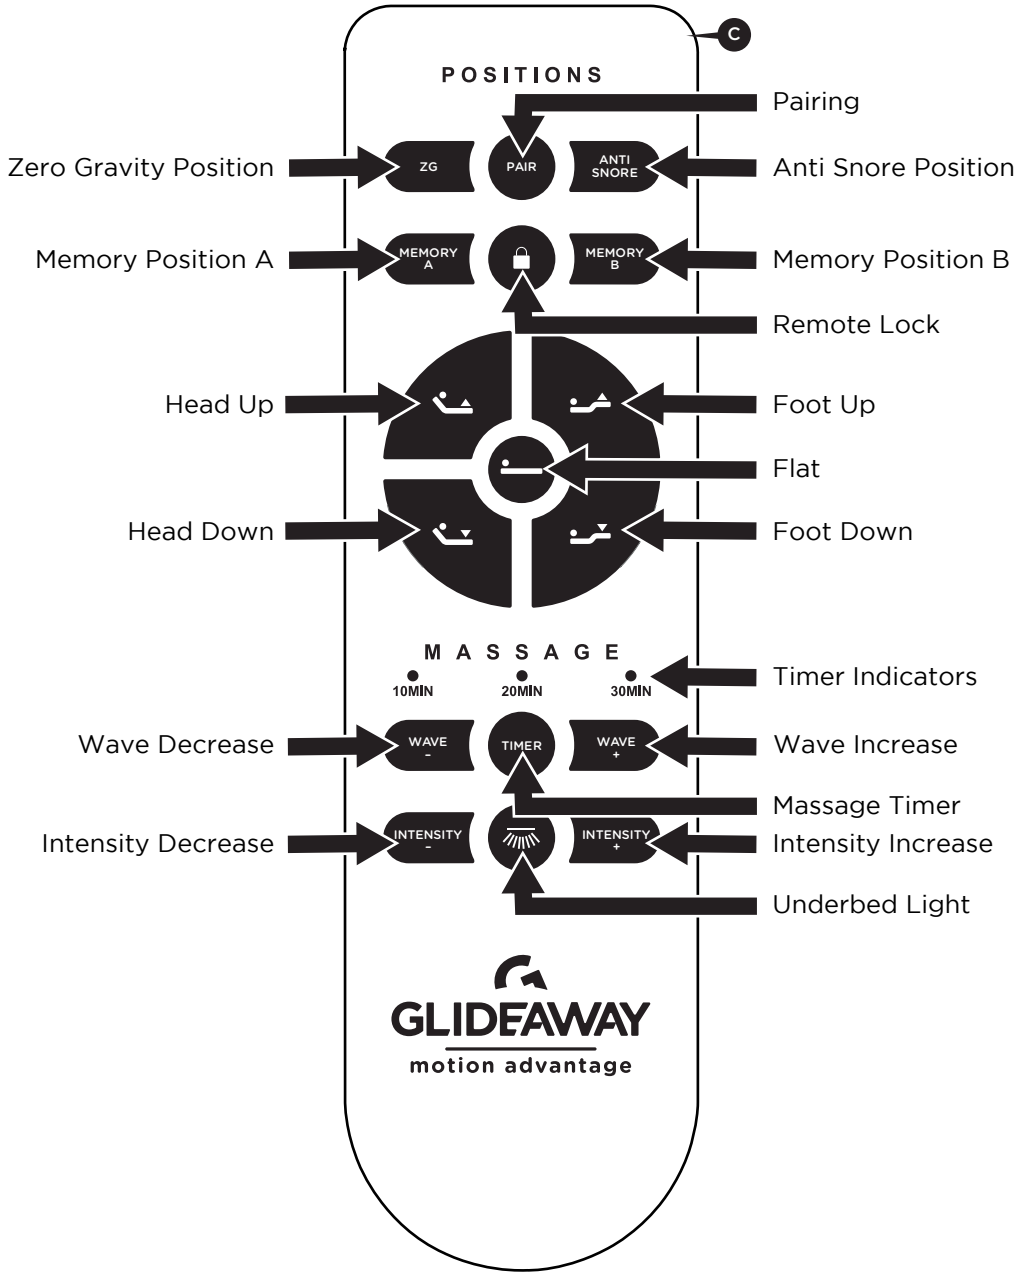 C
POSITIONS
Pairing
Zero Gravity Position
ZG
PAIR
ANTI
SNORE
Anti Snore Position
Memory Position A
MEMORY
A
MEMORY
B
Memory Position B
Remote Lock
Head Up
Foot Up
Flat
Head Down
Foot Down
MASSAGE
10MIN
20MIN
30MIN
Timer Indicators
Wave Decrease
WAVE
-
TIMER
WAVE
+
Wave Increase
Massage Timer
Intensity Decrease
INTENSITY
-
INTENSITY
+
Intensity Increase
Underbed Light
GLIDEAWAY
motion advantage